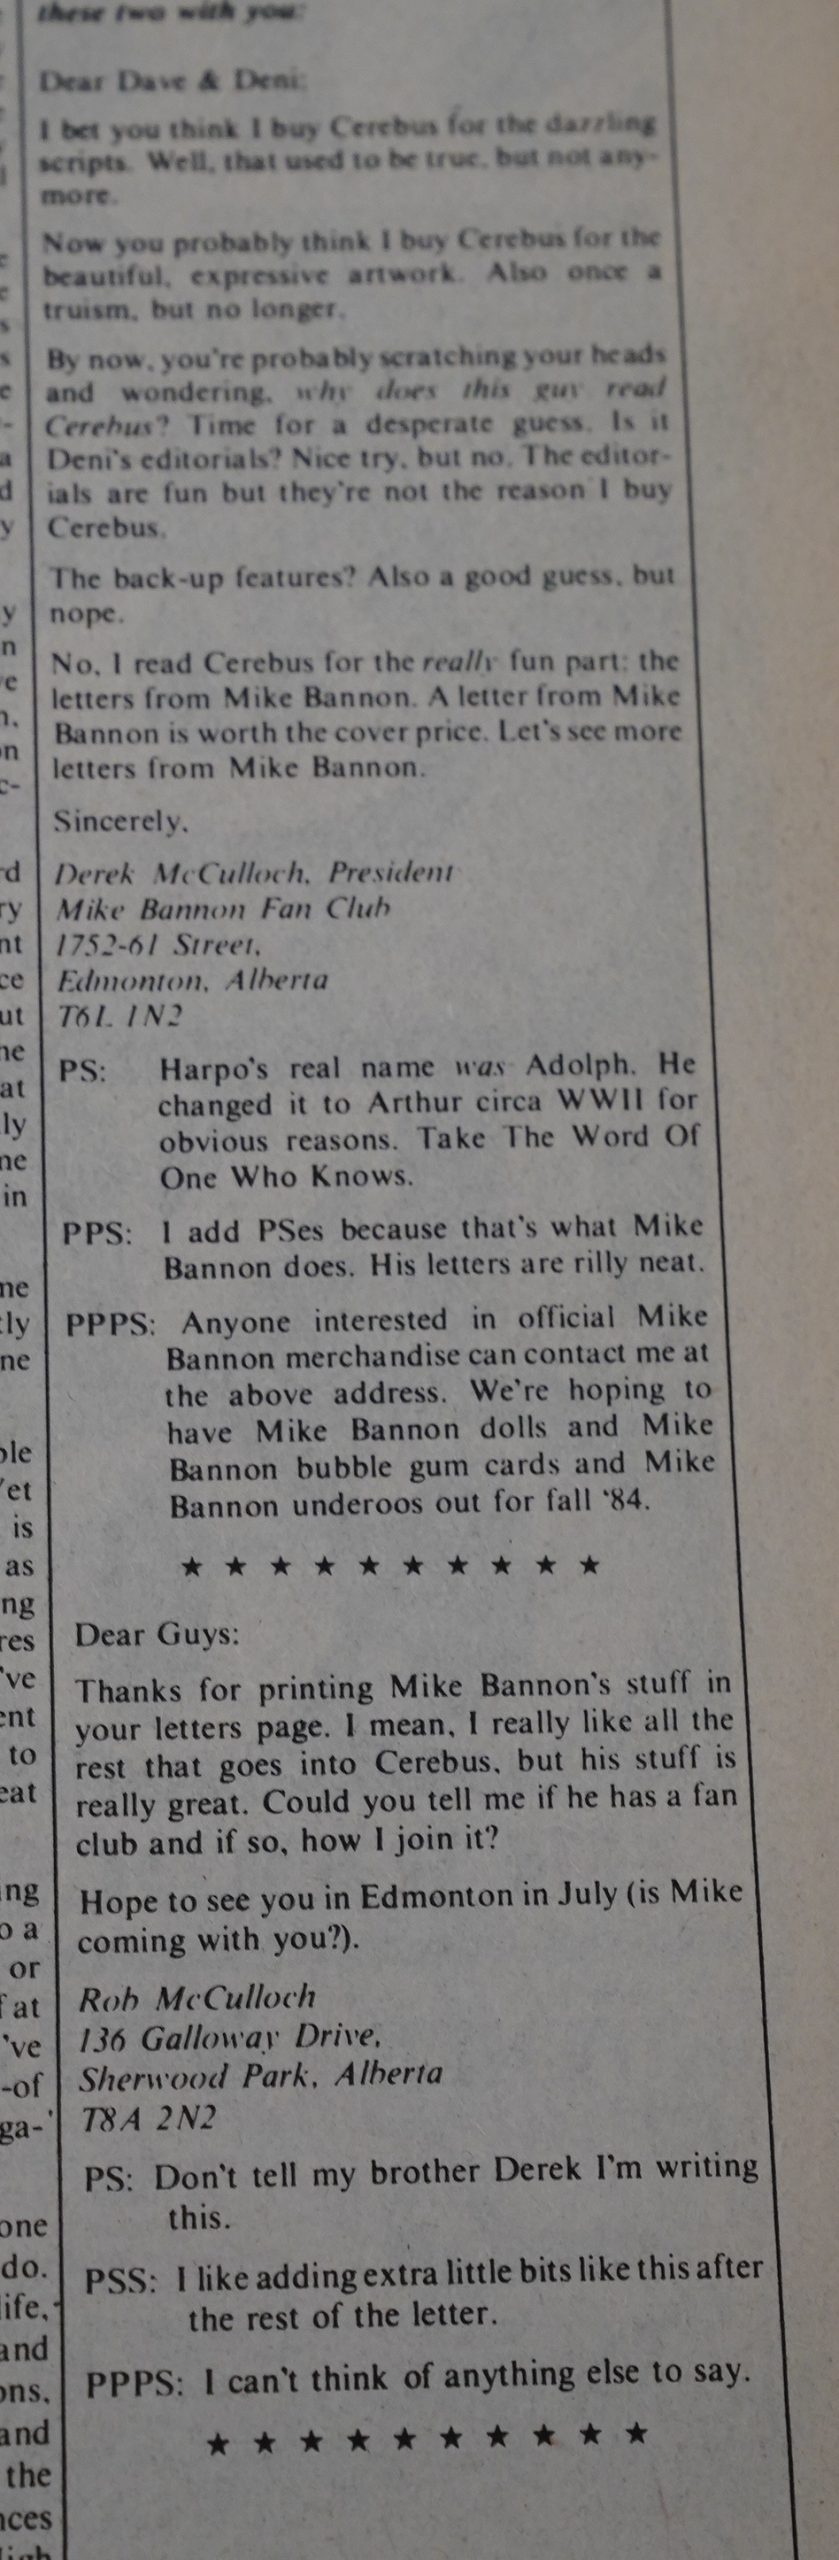 these two with you:
Dear Dave & Deni:
I bet you think I buy Cerebus for the dazzling
scripts. Well, that used to be true, but not any-
more.
Now you probably think I buy Cerebus for the
beautiful, expressive artwork. Also once a
truism, but no longer.
By now, you're probably scratching your heads
and wondering, why does this guy read
Cerebus? Time for a desperate guess. Is it
Deni's editorials? Nice try, but no. The editor-
ials are fun but they're not the reason I buy
Cerebus.
The back-up features? Also a good guess, but
nope.
No, I read Cerebus for the really fun part: the
letters from Mike Bannon. A letter from Mike
Bannon is worth the cover price. Let's see more
letters from Mike Bannon.
Sincerely,
Derek McCulloch, President
Mike Bannon Fan Club
1752-61 Street,
Edmonton, Alberta
T6L 1N2
PS: Harpo's real name was Adolph. He
changed it to Arthur circa WWII for
obvious reasons. Take The Word Of
One Who Knows.
PPS: I add PSes because that's what Mike
Bannon does. His letters are rilly neat.
PPPS: Anyone interested in official Mike
Bannon merchandise can contact me at
the above address. We're hoping to
have Mike Bannon dolls and Mike
Bannon bubble gum cards and Mike
Bannon underoos out for fall '84.
★ ★ ★ ★ ★ ★ ★ ★ ★ ★
Dear Guys:
Thanks for printing Mike Bannon's stuff in
your letters page. I mean, I really like all the
rest that goes into Cerebus, but his stuff is
really great. Could you tell me if he has a fan
club and if so, how I join it?
Hope to see you in Edmonton in July (is Mike
coming with you?).
Rob McCulloch
136 Galloway Drive,
Sherwood Park, Alberta
T8A 2N2
PS: Don't tell my brother Derek I'm writing
this.
PSS: I like adding extra little bits like this after
the rest of the letter.
PPPS: I can't think of anything else to say.
★ ★ ★ ★ ★ ★ ★ ★ ★ ★